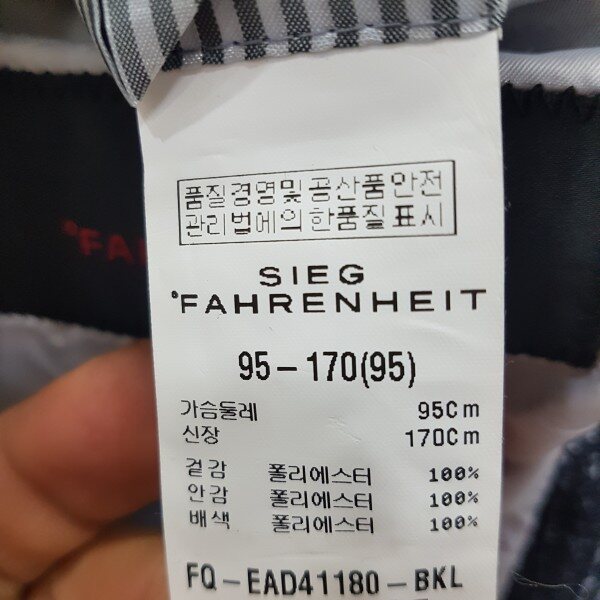 품질경영및공산품안전
관리법에의한품질표시
SIEG
°FAHRENHEIT
95-170(95)
가슴둘레 95Cm
신장 170Cm
겉감 폴리에스터 100%
안감 폴리에스터 100%
배색 폴리에스터 100%
FQ-EAD41180-BKL
°FA